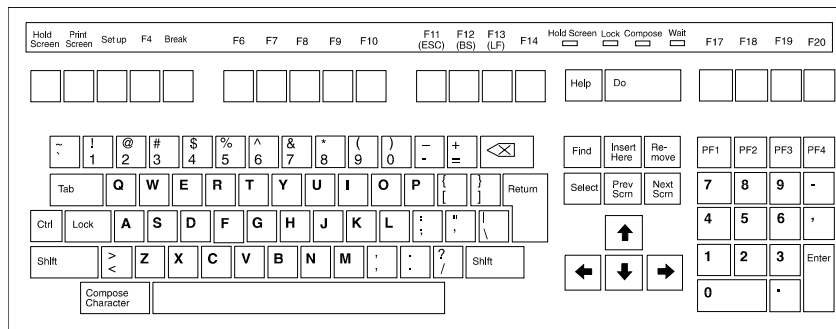 Hold Screen Print Screen Set up F4 Break F6 F7 F8 F9 F10 F11 (ESC) F12 (BS) F13 (LF) F14 Hold Screen Lock Compose Wait F17 F18 F19 F20
Help Do
~ ` ! 1 @ 2 # 3 $ 4 % 5 ^ 6 & 7 * 8 ( 9 ) 0 – - + = Find Insert Here Re- move PF1 PF2 PF3 PF4
Tab Q W E R T Y U I O P { [ } ] Return Select Prev Scrn Next Scrn 7 8 9 -
Ctrl Lock A S D F G H J K L : ; " ' | \ 4 5 6 ,
Shift > < Z X C V B N M , , . . ? / Shift 1 2 3 Enter
Compose Character 0 .